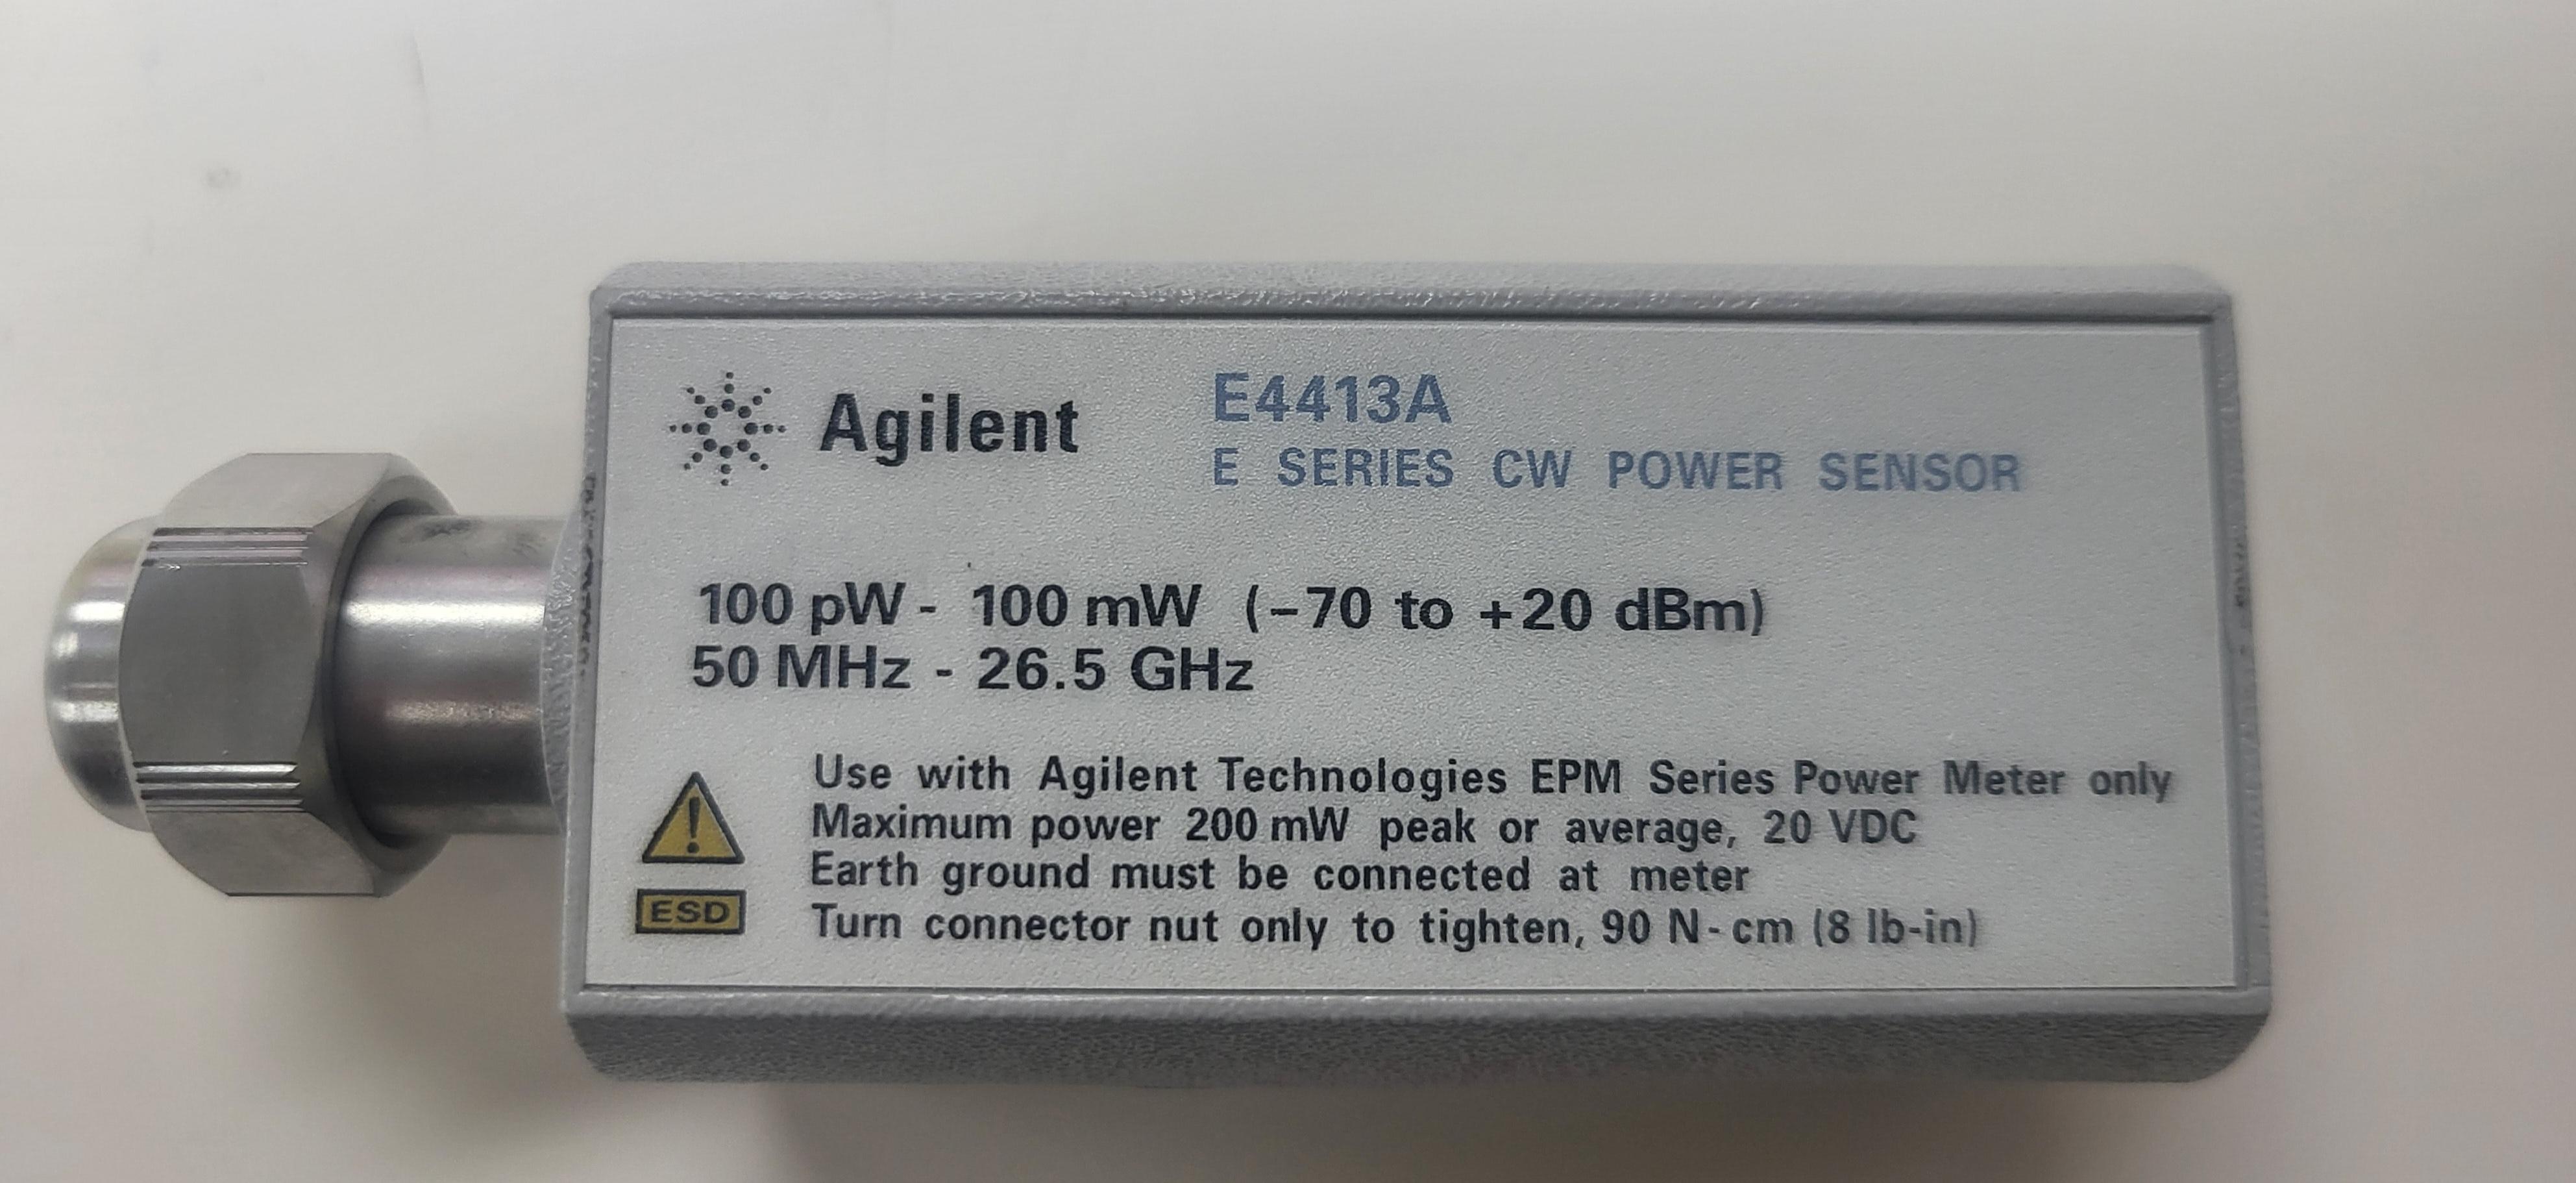 Agilent
E4413A
E SERIES CW POWER SENSOR
100 pW - 100 mW (-70 to +20 dBm)
50 MHz - 26.5 GHz
Use with Agilent Technologies EPM Series Power Meter only
Maximum power 200 mW peak or average, 20 VDC
Earth ground must be connected at meter
ESD
Turn connector nut only to tighten, 90 N-cm (8 lb-in)